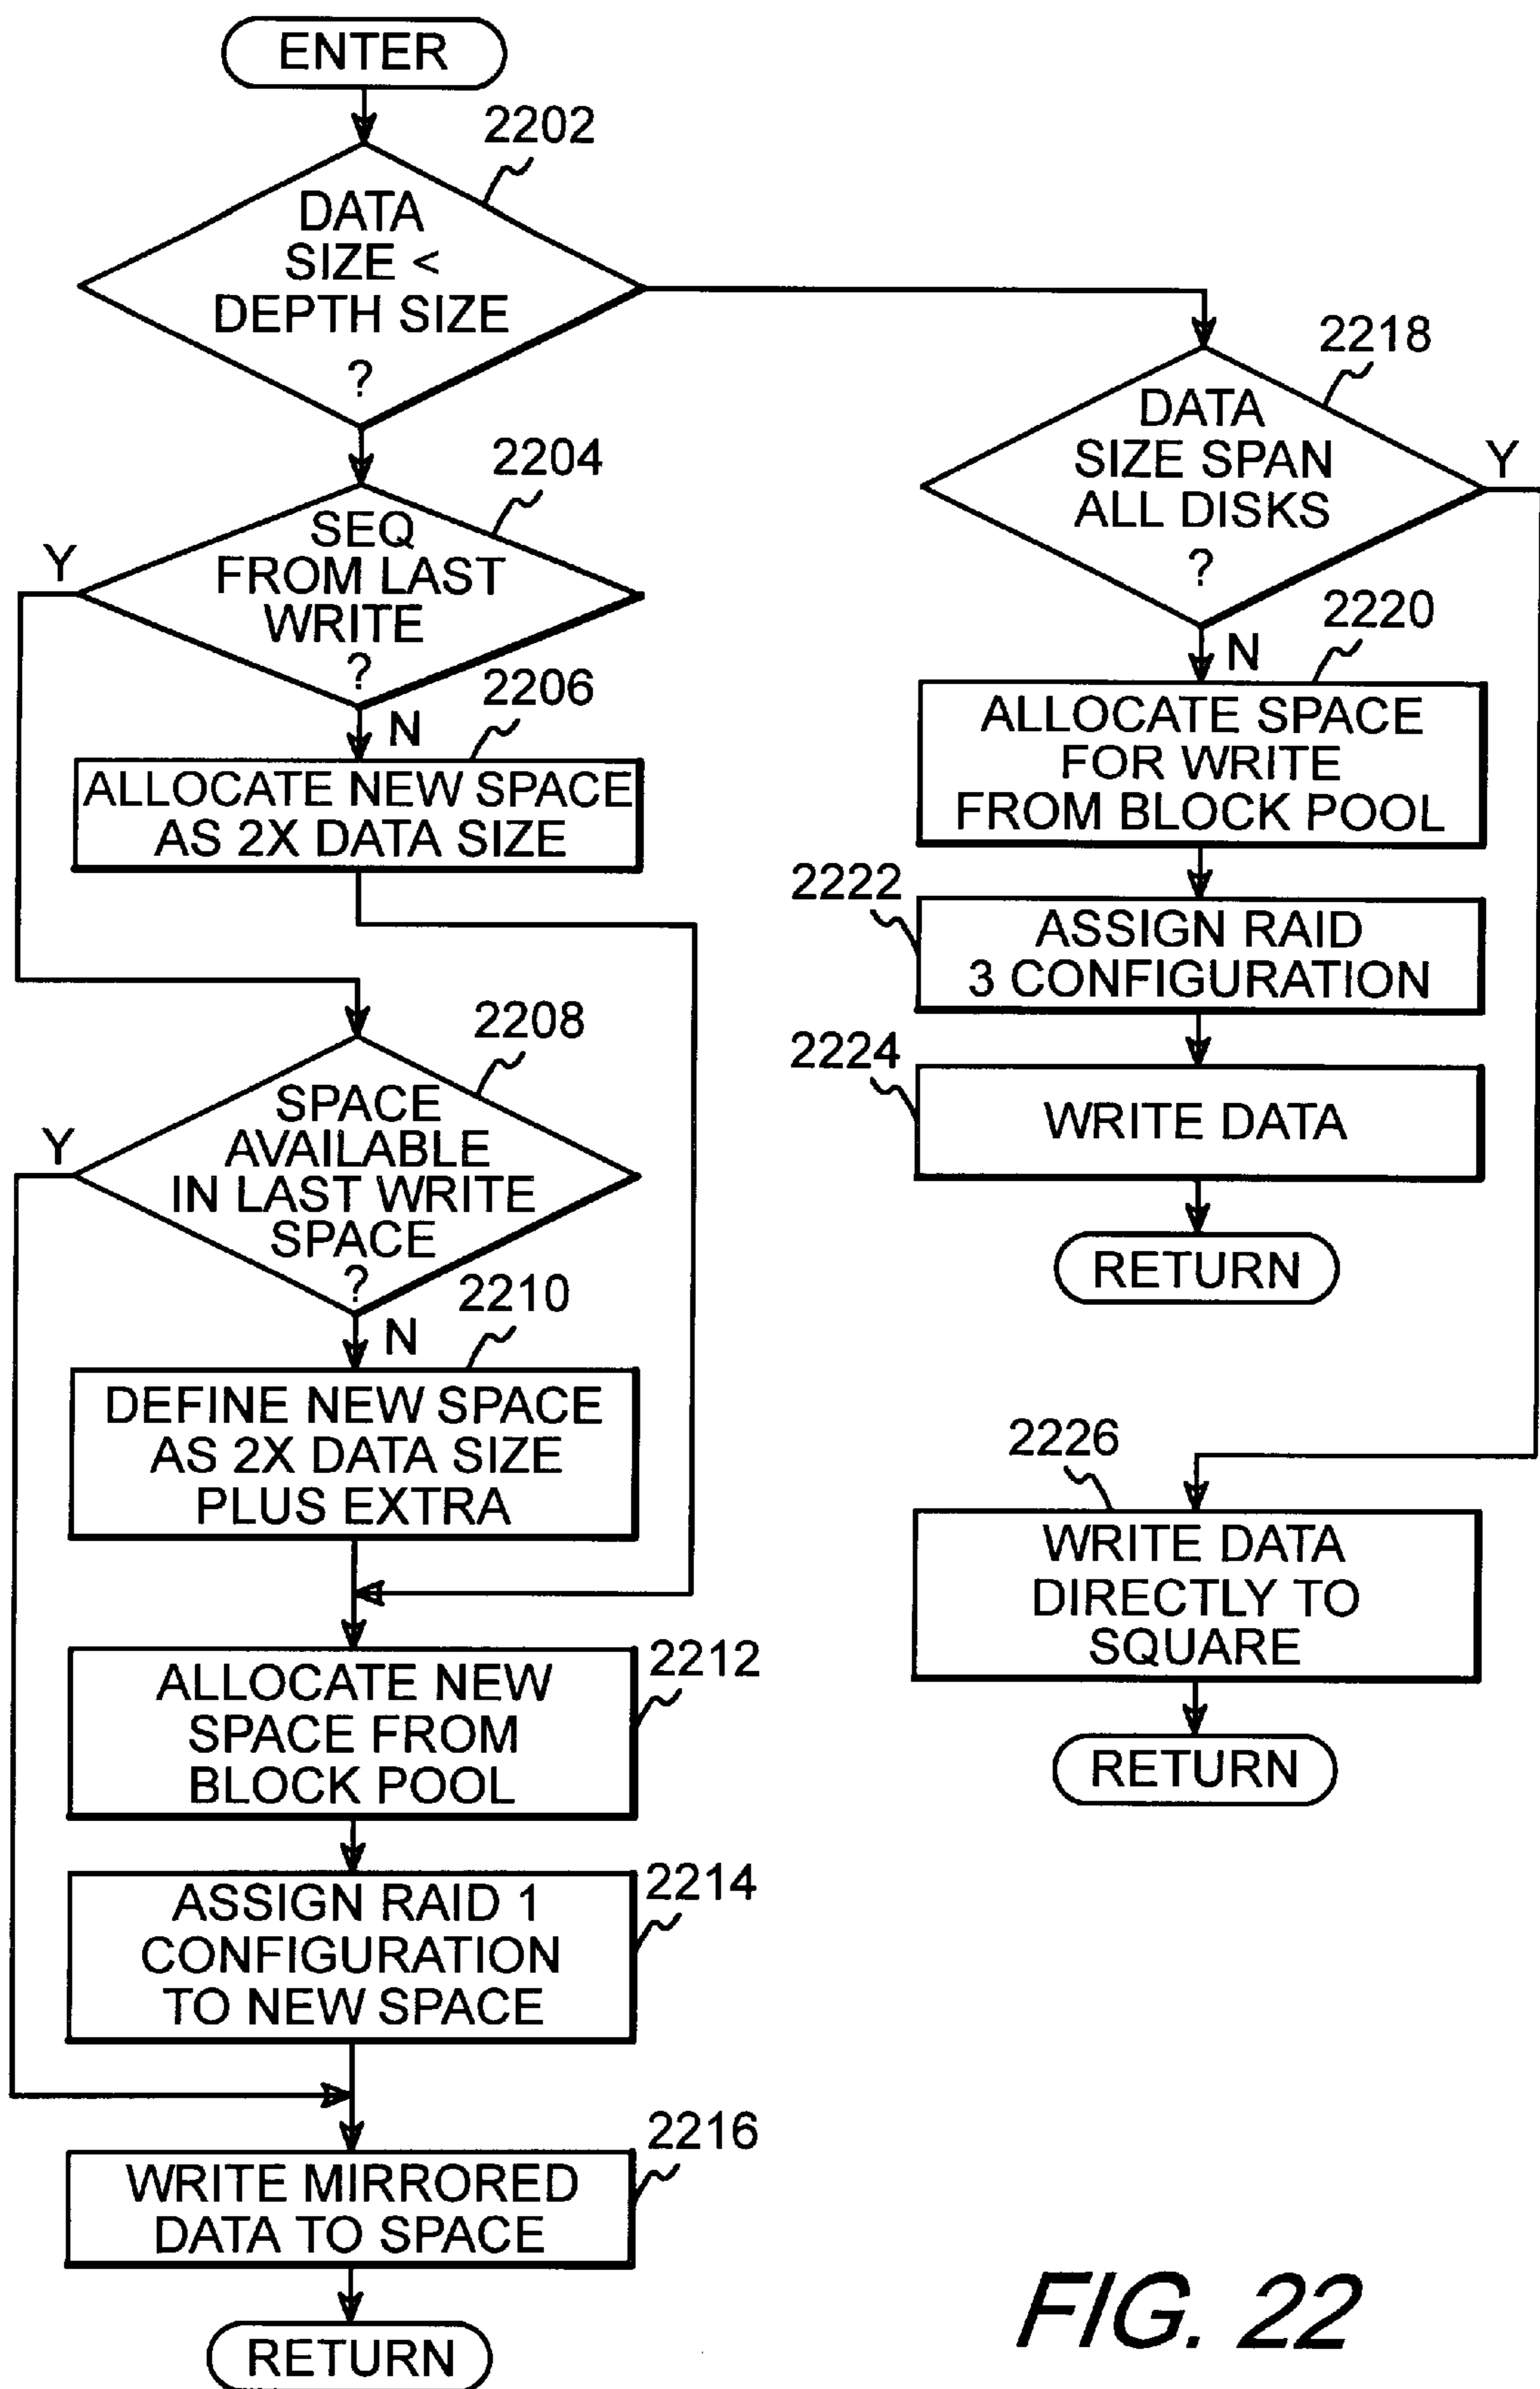 ENTER
2202
DATA
SIZE <
DEPTH SIZE
?
2204
SEQ
FROM LAST
WRITE
?
Y
N
2206
ALLOCATE NEW SPACE
AS 2X DATA SIZE
2208
SPACE
AVAILABLE
IN LAST WRITE
SPACE
?
Y
N
2210
DEFINE NEW SPACE
AS 2X DATA SIZE
PLUS EXTRA
2212
ALLOCATE NEW
SPACE FROM
BLOCK POOL
2214
ASSIGN RAID 1
CONFIGURATION
TO NEW SPACE
2216
WRITE MIRRORED
DATA TO SPACE
RETURN
2218
DATA
SIZE SPAN
ALL DISKS
?
Y
N
2220
ALLOCATE SPACE
FOR WRITE
FROM BLOCK POOL
2222
ASSIGN RAID
3 CONFIGURATION
2224
WRITE DATA
RETURN
2226
WRITE DATA
DIRECTLY TO
SQUARE
RETURN
FIG. 22